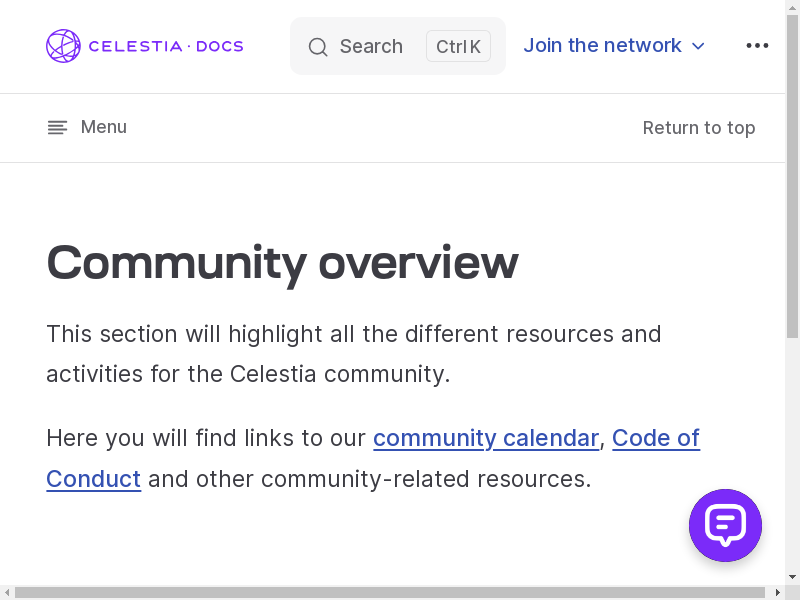 CELESTIA · DOCS
Search
Ctrl K
Join the network
Menu
Return to top
Community overview
This section will highlight all the different resources and
activities for the Celestia community.
Here you will find links to our community calendar, Code of
Conduct and other community-related resources.